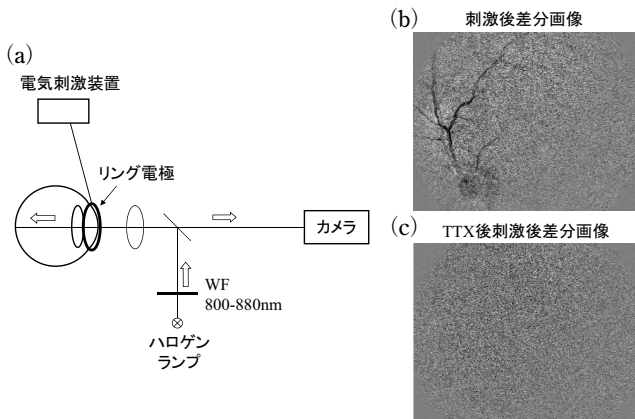 (a)
電気刺激装置
リング電極
カメラ
WF
800-880nm
ハロゲン
ランプ
(b)
刺激後差分画像
(c)
TTX後刺激後差分画像